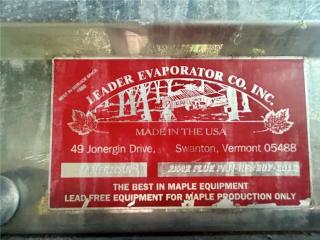 LEADER EVAPORATOR CO. INC.
MADE IN THE USA
49 Jonergin Drive, Swanton, Vermont 05488
THE BEST IN MAPLE EQUIPMENT
LEAD FREE EQUIPMENT FOR MAPLE PRODUCTION ONLY